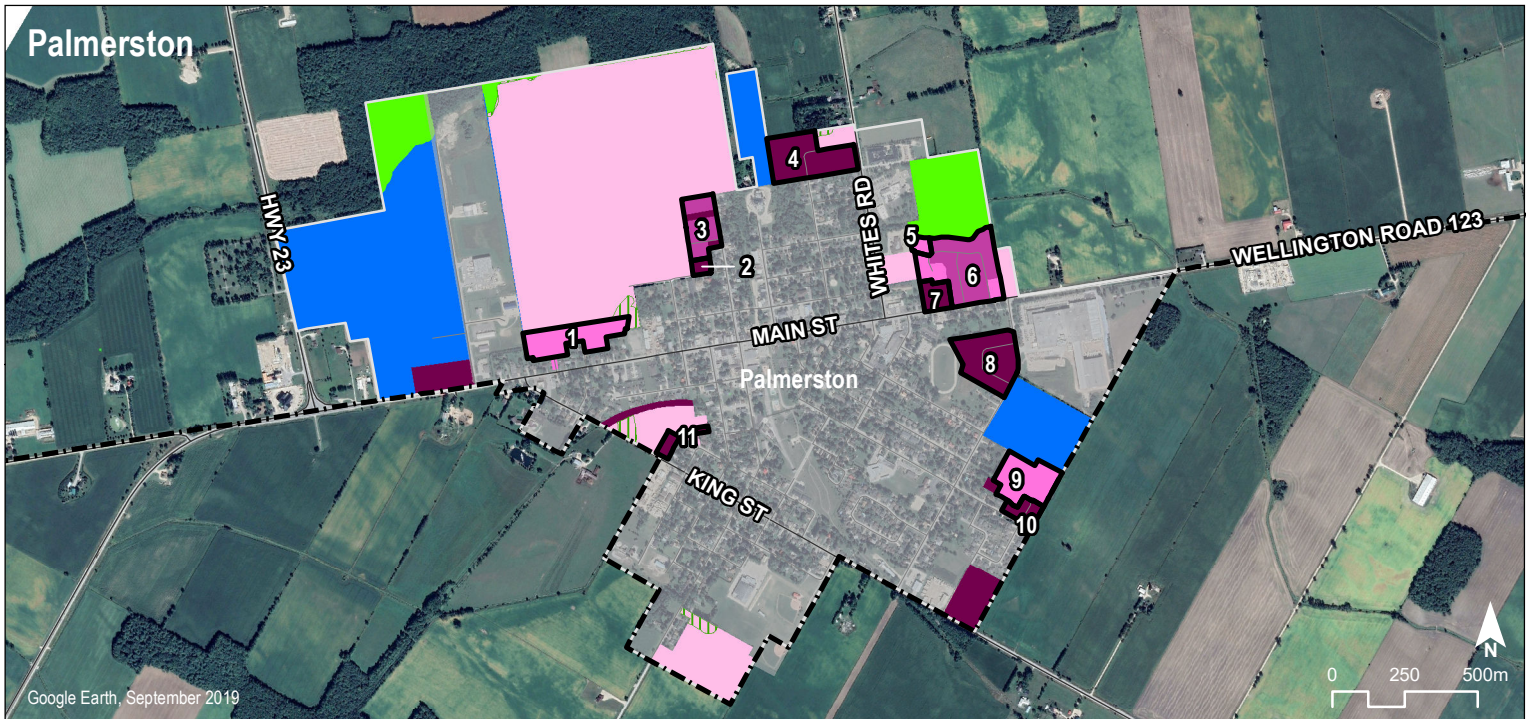 Palmerston
4
HWY 23
WHITES RD
3
5
WELLINGTON ROAD 123
2
6
7
1
MAIN ST
8
Palmerston
11
9
KING ST
10
N
0 250 500m
Google Earth, September 2019